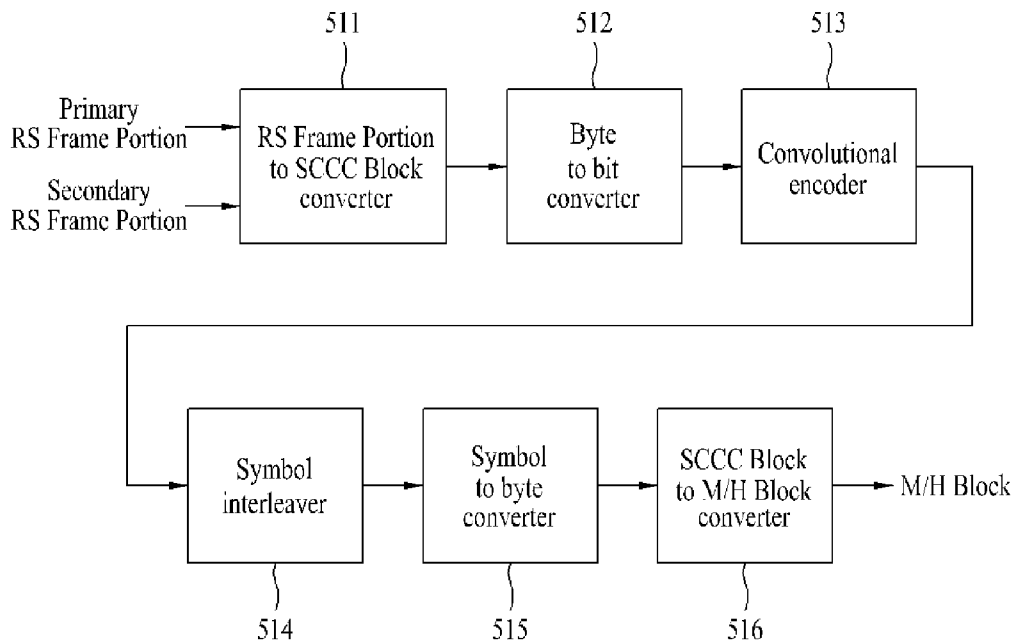 511
512
513
Primary
RS Frame Portion
Secondary
RS Frame Portion
RS Frame Portion
to SCCC Block
converter
Byte
to bit
converter
Convolutional
encoder
Symbol
interleaver
Symbol
to byte
converter
SCCC Block
to M/H Block
converter
M/H Block
514
515
516